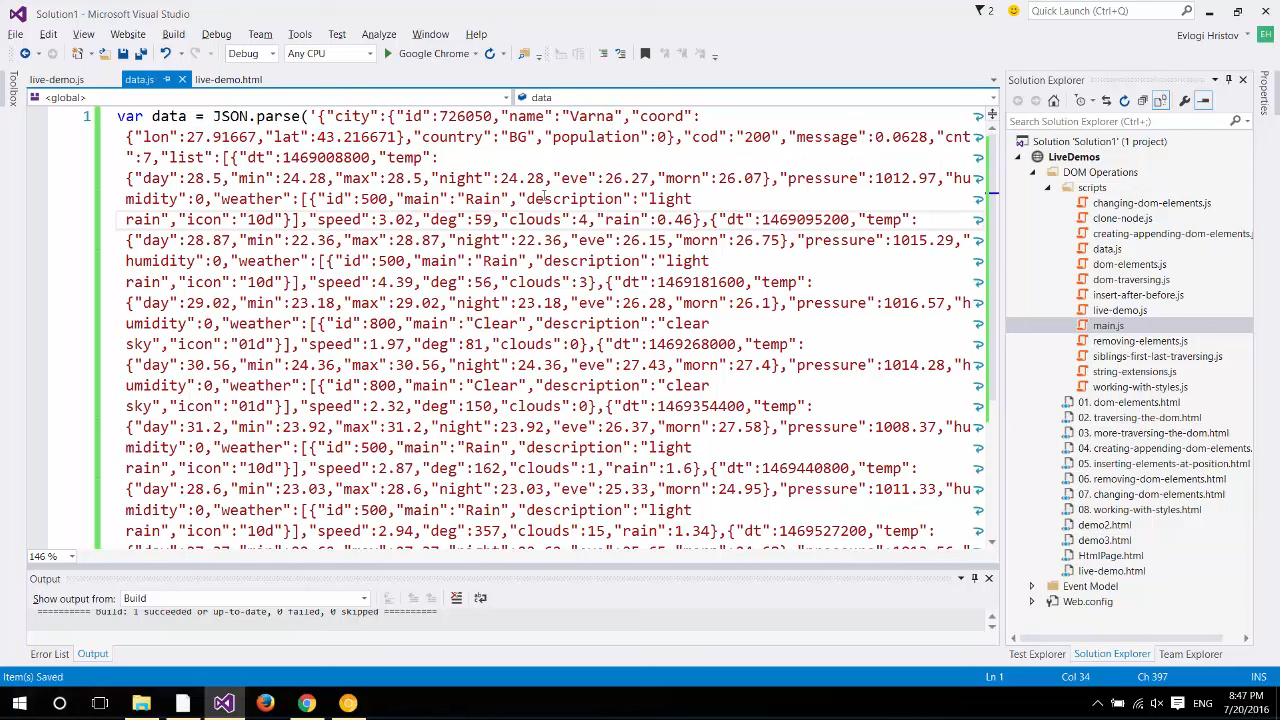 Solution1 - Microsoft Visual Studio
2
Quick Launch (Ctrl+Q)
File Edit View Website Build Debug Team Tools Test Analyze Window Help
Evlogi Hristov
EH
Debug
Any CPU
Google Chrome
live-demo.js
data.js
live-demo.html
Toolbox
<global>
data
1
var data = JSON.parse('{"city":{"id":726050,"name":"Varna","coord":
{"lon":27.91667,"lat":43.216671},"country":"BG","population":0},"cod":"200","message":0.0628,"cnt
":7,"list":[{"dt":1469008800,"temp":
{"day":28.5,"min":24.28,"max":28.5,"night":24.28,"eve":26.27,"morn":26.07},"pressure":1012.97,"hu
midity":0,"weather":[{"id":500,"main":"Rain","description":"light
rain","icon":"10d"}],"speed":3.02,"deg":59,"clouds":4,"rain":0.46},{"dt":1469095200,"temp":
{"day":28.87,"min":22.36,"max":28.87,"night":22.36,"eve":26.15,"morn":26.75},"pressure":1015.29,"
humidity":0,"weather":[{"id":500,"main":"Rain","description":"light
rain","icon":"10d"}],"speed":1.39,"deg":56,"clouds":3},{"dt":1469181600,"temp":
{"day":29.02,"min":23.18,"max":29.02,"night":23.18,"eve":26.28,"morn":26.1},"pressure":1016.57,"h
umidity":0,"weather":[{"id":800,"main":"Clear","description":"clear
sky","icon":"01d"}],"speed":1.97,"deg":81,"clouds":0},{"dt":1469268000,"temp":
{"day":30.56,"min":24.36,"max":30.56,"night":24.36,"eve":27.43,"morn":27.4},"pressure":1014.28,"h
umidity":0,"weather":[{"id":800,"main":"Clear","description":"clear
sky","icon":"01d"}],"speed":2.32,"deg":150,"clouds":0},{"dt":1469354400,"temp":
{"day":31.2,"min":23.92,"max":31.2,"night":23.92,"eve":26.37,"morn":27.58},"pressure":1008.37,"h
umidity":0,"weather":[{"id":500,"main":"Rain","description":"light
rain","icon":"10d"}],"speed":2.87,"deg":162,"clouds":1,"rain":1.6},{"dt":1469440800,"temp":
{"day":28.6,"min":23.03,"max":28.6,"night":23.03,"eve":25.33,"morn":24.95},"pressure":1011.33,"hu
midity":0,"weather":[{"id":500,"main":"Rain","description":"light
rain","icon":"10d"}],"speed":2.94,"deg":357,"clouds":15,"rain":1.34},{"dt":1469527200,"temp":
146 %
Output
Show output from: Build
========== Build: 1 succeeded or up-to-date, 0 failed, 0 skipped ==========
Error List
Output
Solution Explorer
Search Solution Explorer (Ctrl+;)
Solution 'Solution1' (1 project)
LiveDemos
DOM Operations
scripts
changing-dom-elements.js
clone-node.js
creating-appending-dom-elements.
data.js
dom-elements.js
dom-traversing.js
insert-after-before.js
live-demo.js
main.js
removing-elements.js
siblings-first-last-traversing.js
string-extensions.js
working-with-styles.js
01. dom-elements.html
02. traversing-the-dom.html
03. more-traversing-the-dom.html
04. creating-appending-dom-elements.
05. inserting-elements-at-position.html
06. removing-dom-elements.html
07. changing-dom-elements.html
08. working-with-styles.html
demo2.html
demo3.html
HtmlPage.html
live-demo.html
Event Model
Web.config
Test Explorer
Solution Explorer
Team Explorer
Properties
Item(s) Saved
Ln 1
Col 34
Ch 397
INS
ENG
8:47 PM
7/20/2016